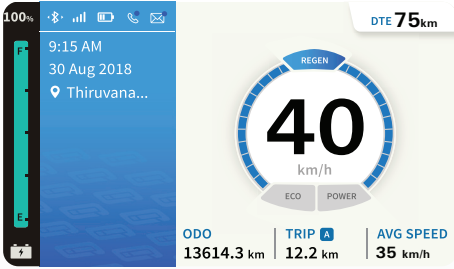 100%
F
E
9:15 AM
30 Aug 2018
Thiruvana...
DTE 75km
REGEN
40
km/h
ECO POWER
ODO
13614.3 km
TRIP A
12.2 km
AVG SPEED
35 km/h